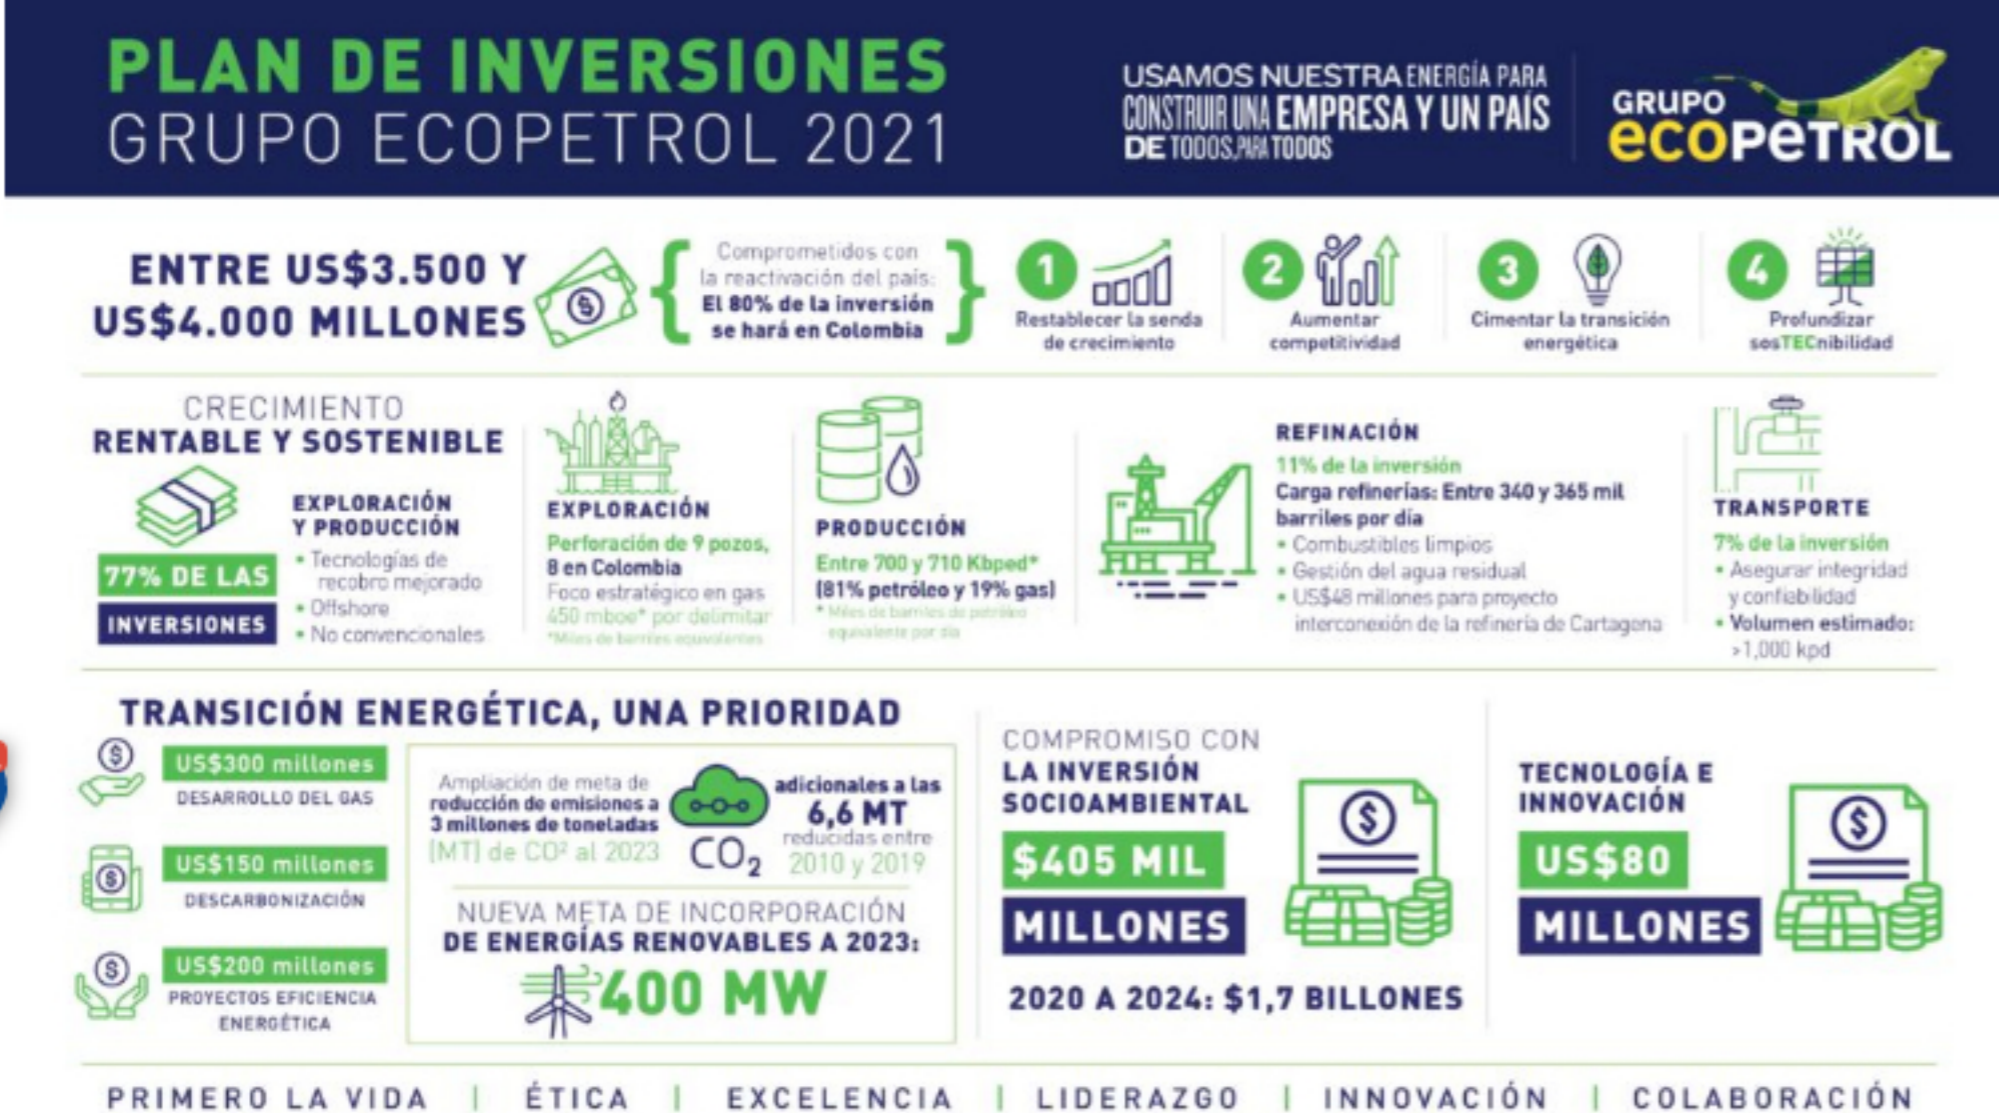 PLAN DE INVERSIONES
GRUPO ECOPETROL 2021
USAMOS NUESTRA ENERGÍA PARA
CONSTRUIR UNA EMPRESA Y UN PAÍS
DE TODOS, PARA TODOS
GRUPO
ecopeTROL
ENTRE US$3.500 Y
US$4.000 MILLONES
Comprometidos con
la reactivación del país:
El 80% de la inversión
se hará en Colombia
1
Restablecer la senda
de crecimiento
2
Aumentar
competitividad
3
Cimentar la transición
energética
4
Profundizar
sosTECnibilidad
CRECIMIENTO
RENTABLE Y SOSTENIBLE
77% DE LAS
INVERSIONES
EXPLORACIÓN
Y PRODUCCIÓN
• Tecnologías de
recobro mejorado
• Offshore
• No convencionales
EXPLORACIÓN
Perforación de 9 pozos,
8 en Colombia
Foco estratégico en gas
450 mboe* por delimitar
*Miles de barriles equivalentes
PRODUCCIÓN
Entre 700 y 710 Kbped*
(81% petróleo y 19% gas)
* Miles de barriles de petróleo
equivalente por día
REFINACIÓN
11% de la inversión
Carga refinerías: Entre 340 y 365 mil
barriles por día
• Combustibles limpios
• Gestión del agua residual
• US$48 millones para proyecto
interconexión de la refinería de Cartagena
TRANSPORTE
7% de la inversión
• Asegurar integridad
y confiabilidad
• Volumen estimado:
>1,000 kpd
TRANSICIÓN ENERGÉTICA, UNA PRIORIDAD
US$300 millones
DESARROLLO DEL GAS
US$150 millones
DESCARBONIZACIÓN
US$200 millones
PROYECTOS EFICIENCIA
ENERGÉTICA
Ampliación de meta de
reducción de emisiones a
3 millones de toneladas
(MT) de CO² al 2023
CO₂
adicionales a las
6,6 MT
reducidas entre
2010 y 2019
NUEVA META DE INCORPORACIÓN
DE ENERGÍAS RENOVABLES A 2023:
400 MW
COMPROMISO CON
LA INVERSIÓN
SOCIOAMBIENTAL
$405 MIL
MILLONES
2020 A 2024: $1,7 BILLONES
TECNOLOGÍA E
INNOVACIÓN
US$80
MILLONES
PRIMERO LA VIDA | ÉTICA | EXCELENCIA | LIDERAZGO | INNOVACIÓN | COLABORACIÓN